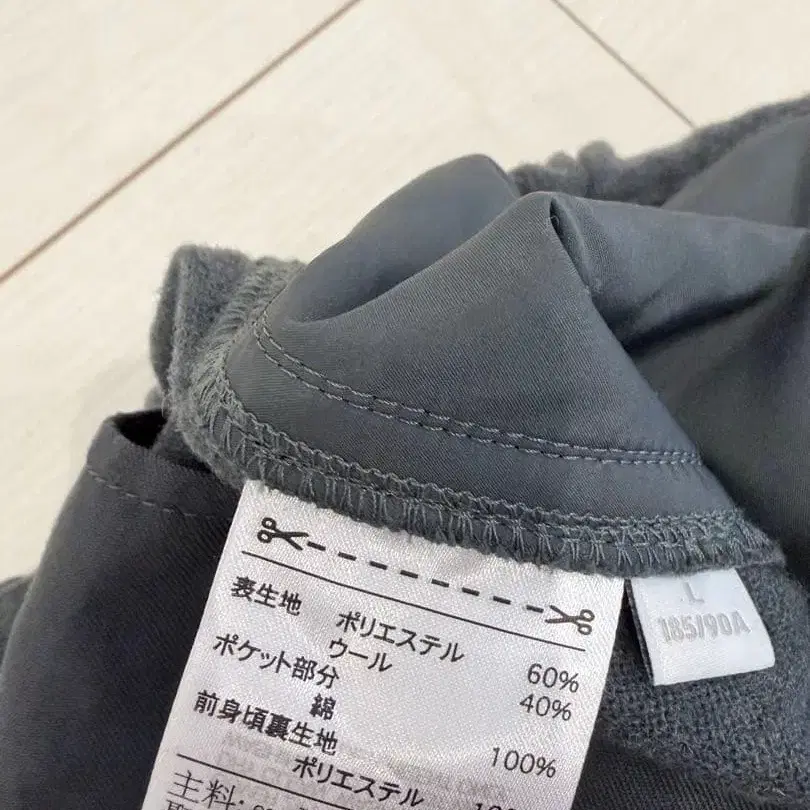 表生地
ポリエステル 60%
ウール 40%
ポケット部分
綿 100%
前身頃裏生地
ポリエステル
主料:
L
185/90A